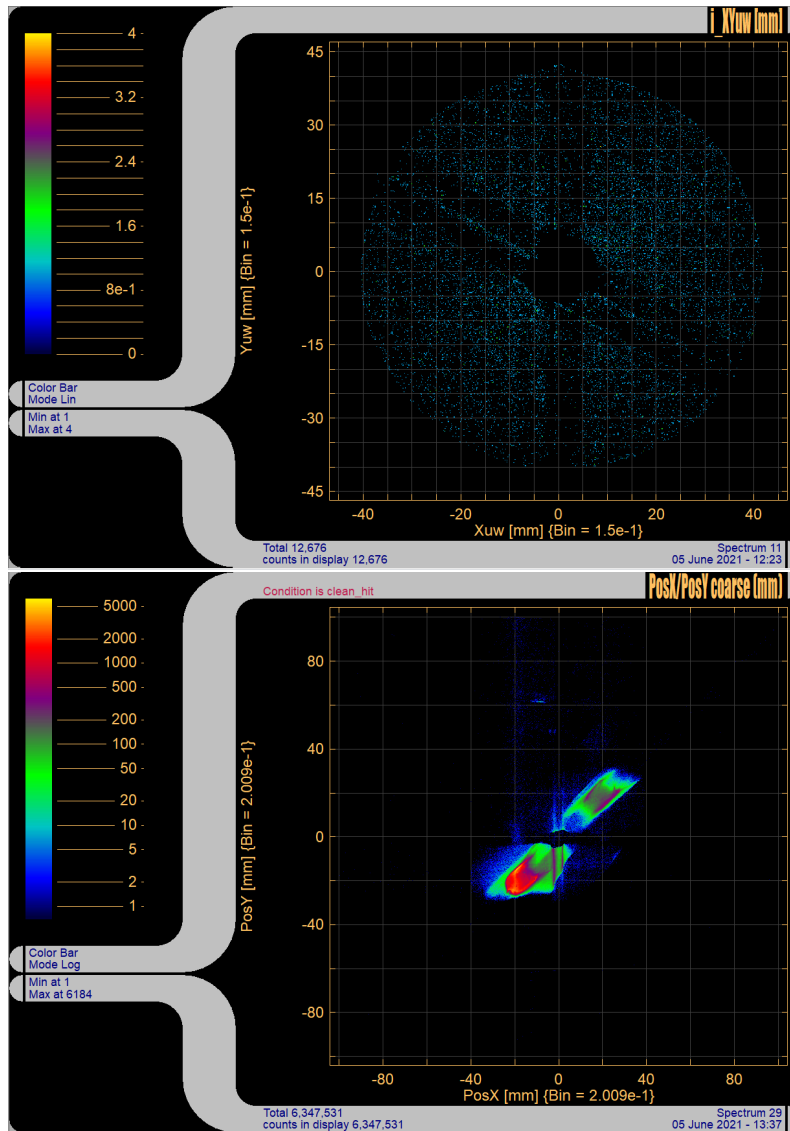 i_XYuw [mm]
4
3.2
2.4
1.6
8e-1
0
Color Bar
Mode Lin
Min at 1
Max at 4
Yuw [mm] {Bin = 1.5e-1}
45
30
15
0
-15
-30
-45
-40
-20
0
20
40
Xuw [mm] {Bin = 1.5e-1}
Total 12,676
counts in display 12,676
Spectrum 11
05 June 2021 - 12:23
Condition is clean_hit
PosX/PosY coarse (mm)
5000
2000
1000
500
200
100
50
20
10
5
2
1
Color Bar
Mode Log
Min at 1
Max at 6184
PosY [mm] {Bin = 2.009e-1}
80
40
0
-40
-80
-80
-40
0
40
80
PosX [mm] {Bin = 2.009e-1}
Total 6,347,531
counts in display 6,347,531
Spectrum 29
05 June 2021 - 13:37